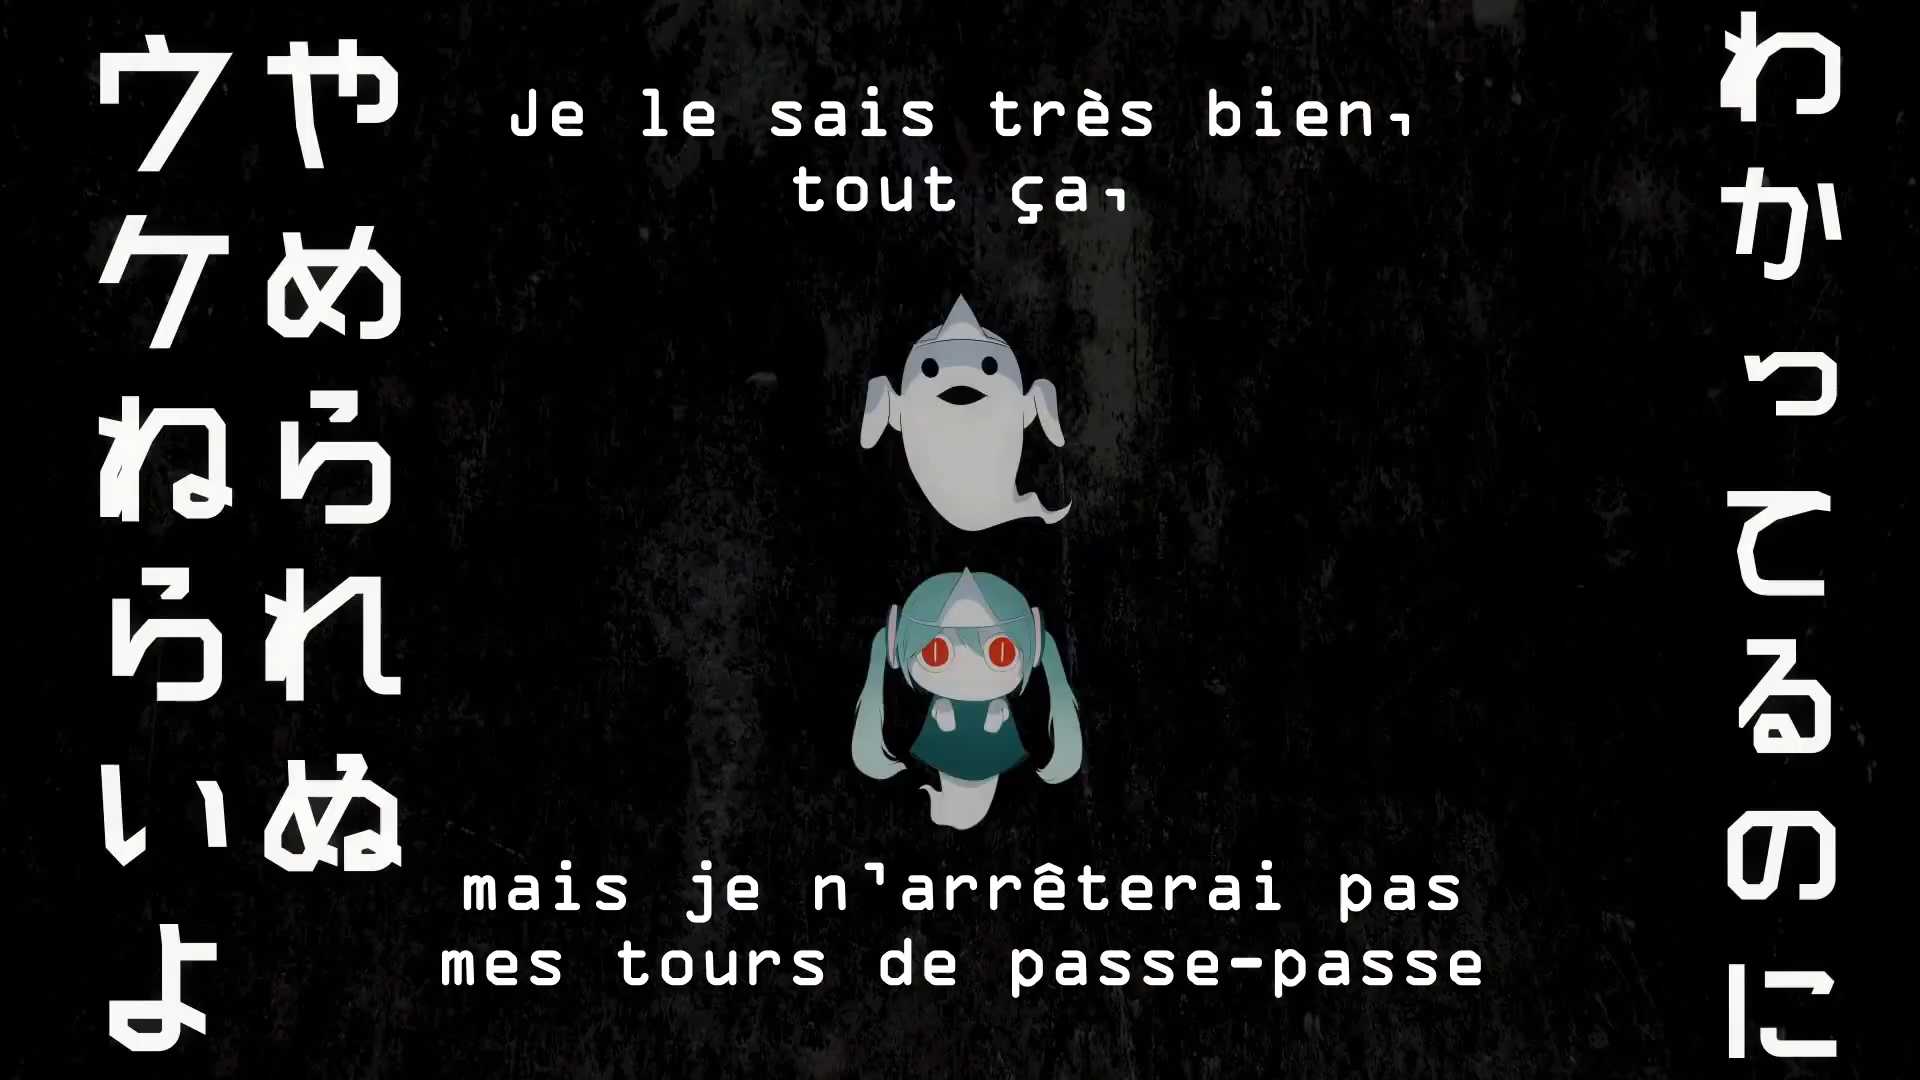 わかってるのに
Je le sais très bien,
tout ça,
mais je n'arrêterai pas
mes tours de passe-passe
やめられぬ
ウケねらいよ